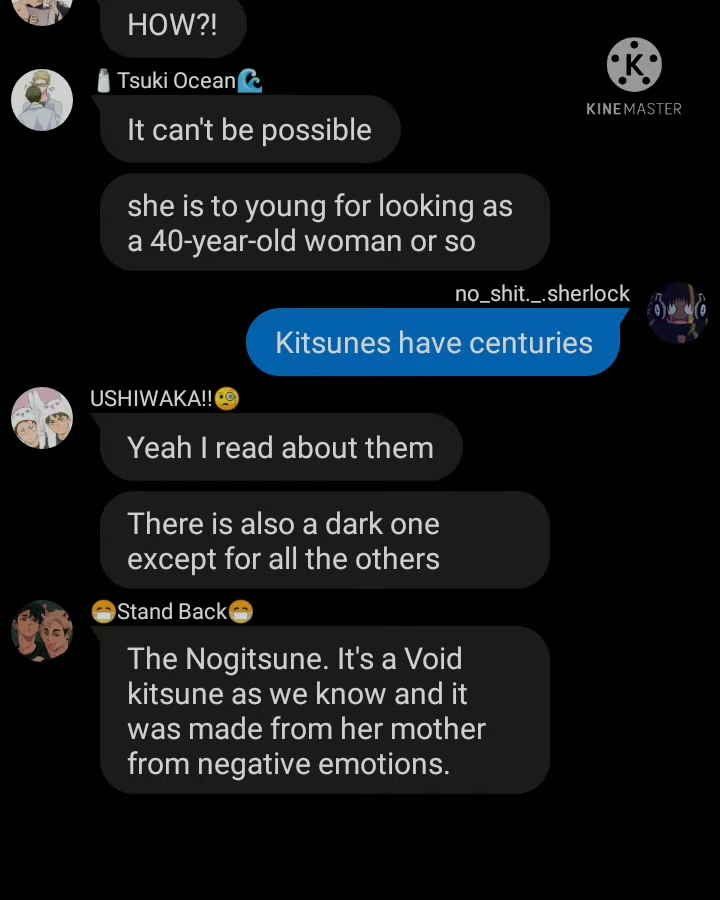 HOW?!
KINEMASTER
🧂Tsuki Ocean🌊
It can't be possible
she is to young for looking as
a 40-year-old woman or so
no_shit._.sherlock
Kitsunes have centuries
USHIWAKA!!🧐
Yeah I read about them
There is also a dark one
except for all the others
😷Stand Back😷
The Nogitsune. It's a Void
kitsune as we know and it
was made from her mother
from negative emotions.